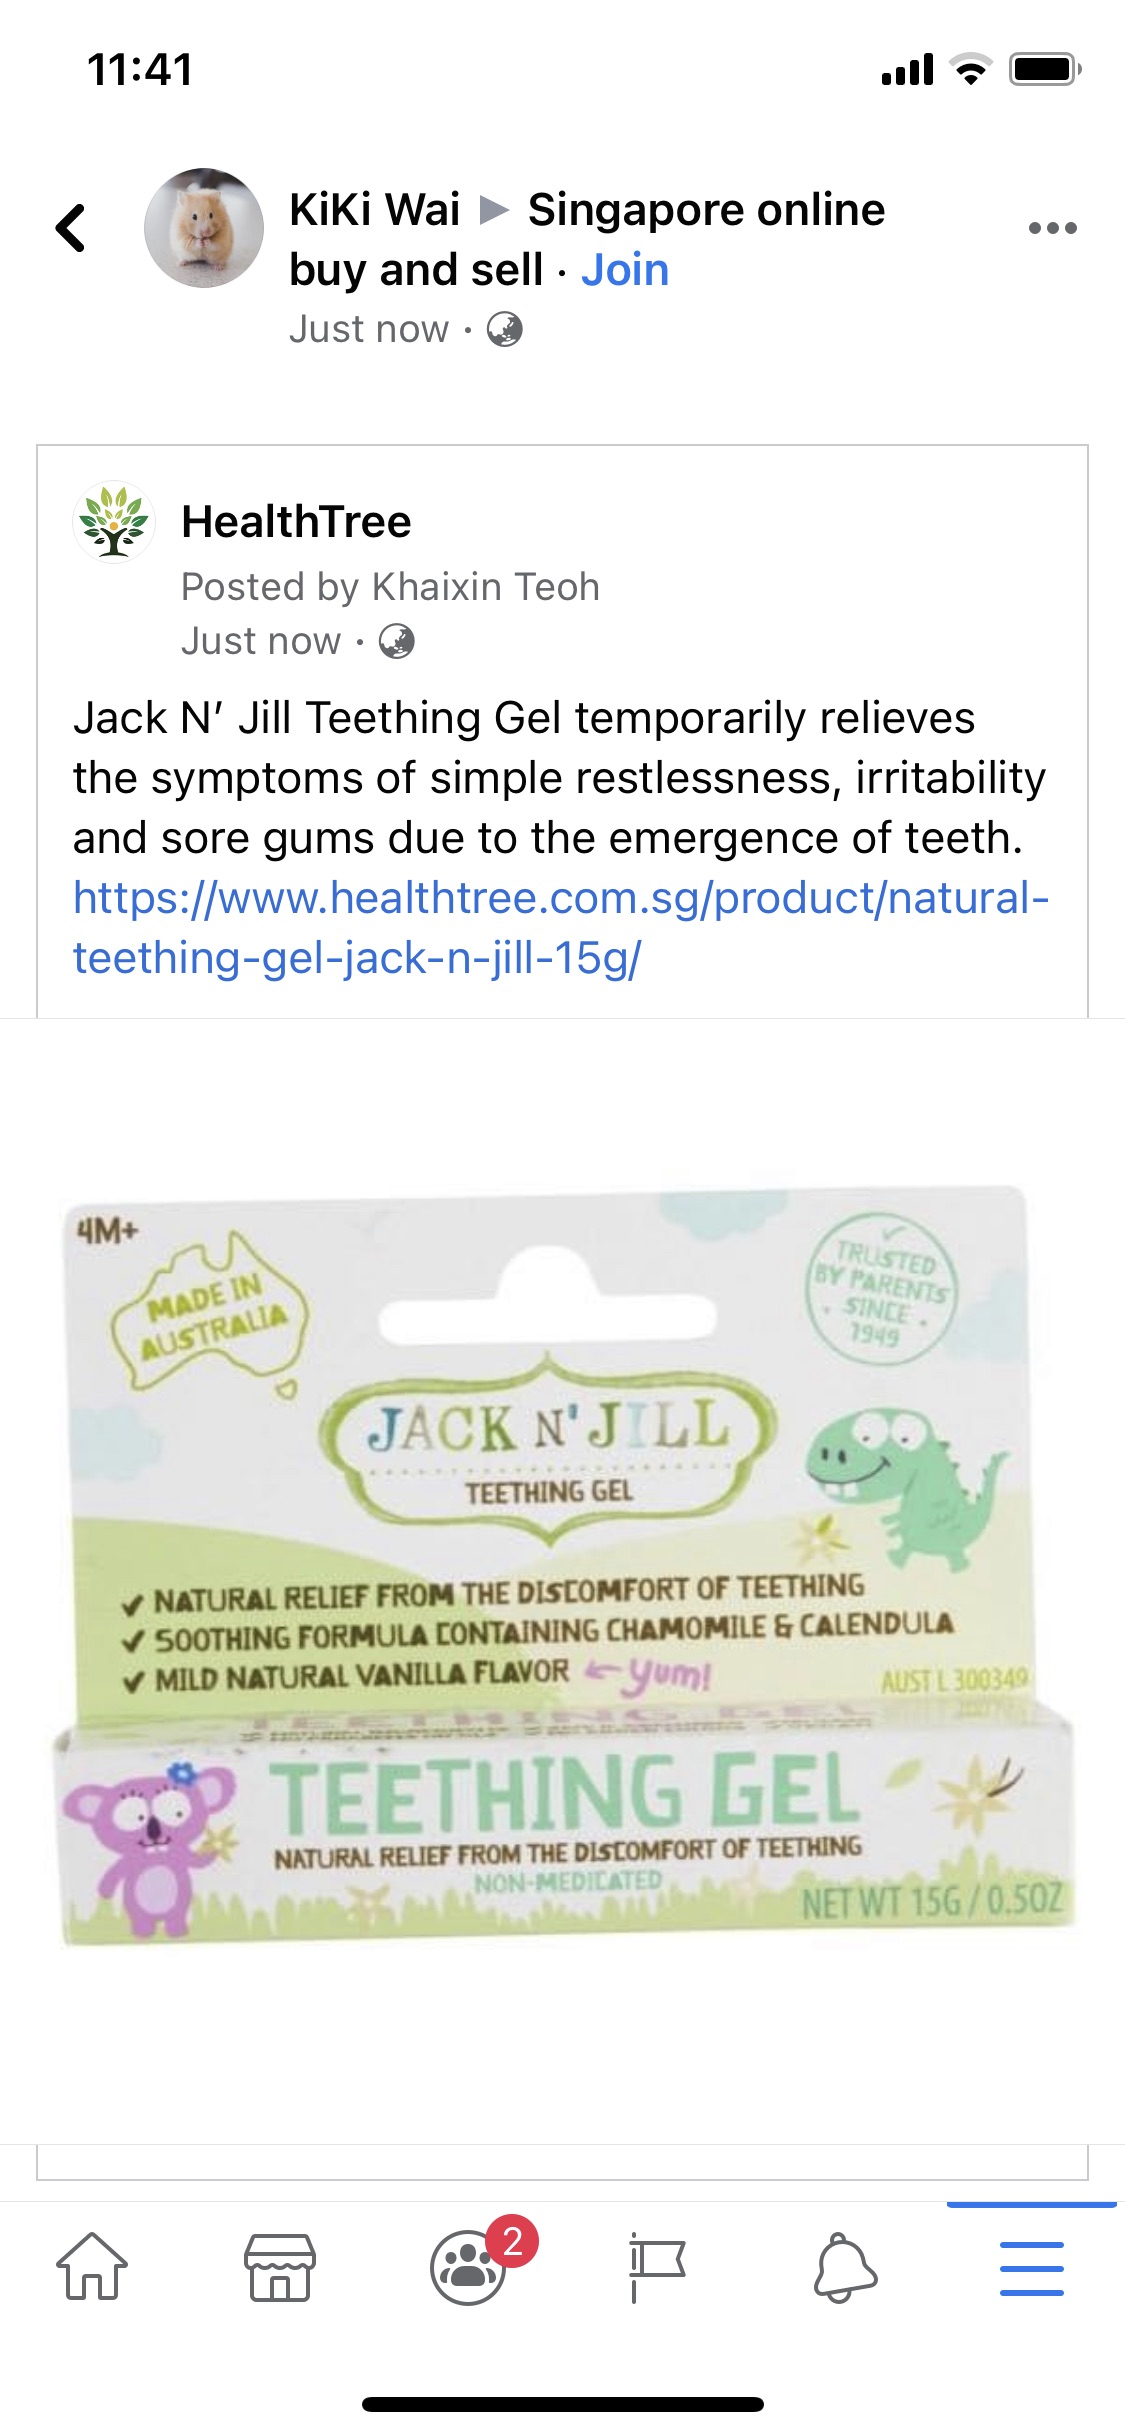 11:41
KiKi Wai ▶ Singapore online
buy and sell · Join
Just now ·
HealthTree
Posted by Khaixin Teoh
Just now ·
Jack N’ Jill Teething Gel temporarily relieves
the symptoms of simple restlessness, irritability
and sore gums due to the emergence of teeth.
https://www.healthtree.com.sg/product/natural-
teething-gel-jack-n-jill-15g/
4M+
MADE IN
AUSTRALIA
TRUSTED
BY PARENTS
SINCE
1949
JACK N' JILL
TEETHING GEL
✓ NATURAL RELIEF FROM THE DISCOMFORT OF TEETHING
✓ SOOTHING FORMULA CONTAINING CHAMOMILE & CALENDULA
✓ MILD NATURAL VANILLA FLAVOR ← Yum!
AUST L 300349
TEETHING GEL
TEETHING GEL
NATURAL RELIEF FROM THE DISCOMFORT OF TEETHING
NON-MEDICATED
NET WT 15G / 0.5OZ
2